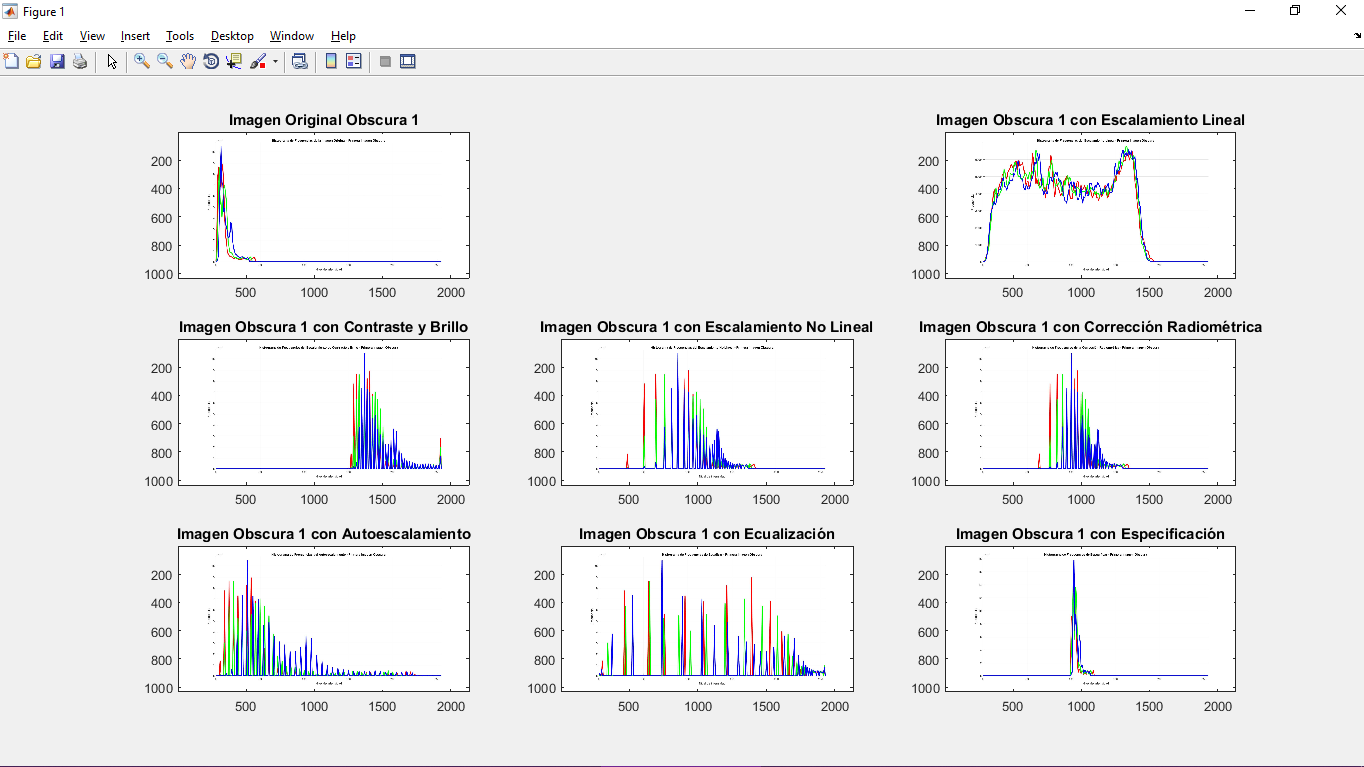 Figure 1
File Edit View Insert Tools Desktop Window Help
Imagen Original Obscura 1
200
400
600
800
1000
500 1000 1500 2000
Imagen Obscura 1 con Escalamiento Lineal
200
400
600
800
1000
500 1000 1500 2000
Imagen Obscura 1 con Contraste y Brillo
200
400
600
800
1000
500 1000 1500 2000
Imagen Obscura 1 con Escalamiento No Lineal
200
400
600
800
1000
500 1000 1500 2000
Imagen Obscura 1 con Corrección Radiométrica
200
400
600
800
1000
500 1000 1500 2000
Imagen Obscura 1 con Autoescalamiento
200
400
600
800
1000
500 1000 1500 2000
Imagen Obscura 1 con Ecualización
200
400
600
800
1000
500 1000 1500 2000
Imagen Obscura 1 con Especificación
200
400
600
800
1000
500 1000 1500 2000